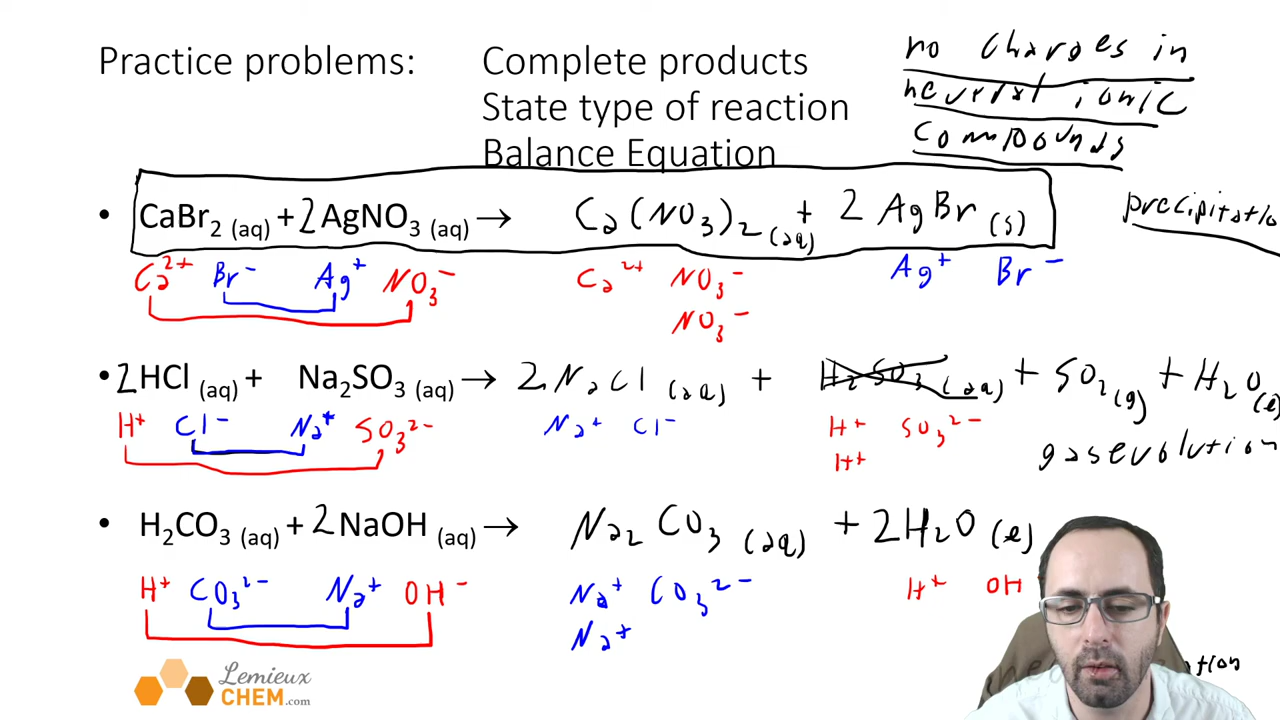 Practice problems:
Complete products
State type of reaction
Balance Equation
no charges in
neutral ionic
compounds
• CaBr₂ (aq) + 2 AgNO₃ (aq) → Ca(NO₃)₂ (aq) + 2 AgBr (s)
precipitatio
Ca²⁺ Br⁻ Ag⁺ NO₃⁻ Ca²⁺ NO₃⁻ Ag⁺ Br⁻
NO₃⁻
• 2 HCl (aq) + Na₂SO₃ (aq) → 2 NaCl (aq) + H₂SO₃ (aq) + SO₂ (g) + H₂O (l)
H⁺ Cl⁻ Na⁺ SO₃²⁻ Na⁺ Cl⁻ H⁺ SO₃²⁻
H⁺
gas evolution
• H₂CO₃ (aq) + 2 NaOH (aq) → Na₂CO₃ (aq) + 2 H₂O (l)
H⁺ CO₃²⁻ Na⁺ OH⁻ Na⁺ CO₃²⁻ H⁺ OH
Na⁺
Lemieux
CHEM.com